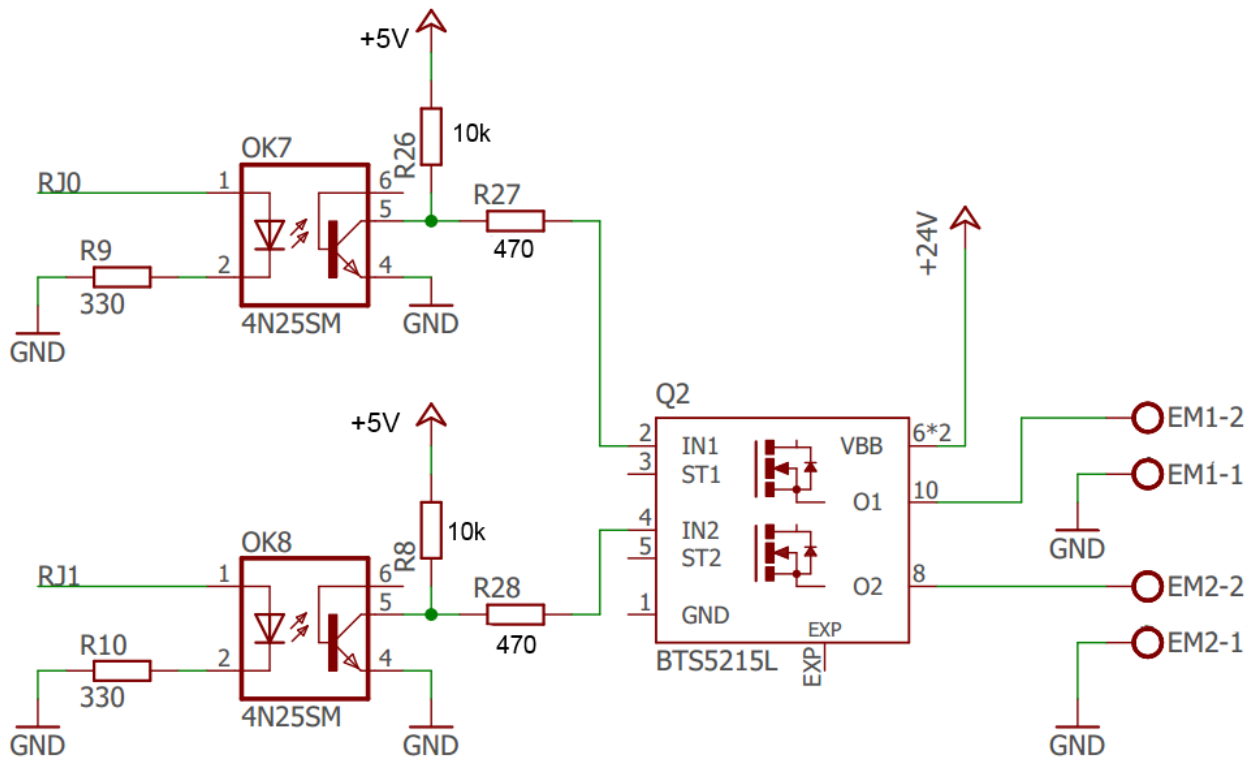 +5V
10k
R26
OK7
RJ0
1
6
5
R27
470
R9
330
2
4
4N25SM
GND
GND
+24V
+5V
10k
R8
OK8
RJ1
1
6
5
R28
470
R10
330
2
4
4N25SM
GND
GND
Q2
2
IN1
VBB
6*2
3
ST1
O1
10
4
IN2
5
ST2
O2
8
1
GND
EXP
EXP
BTS5215L
EM1-2
EM1-1
GND
EM2-2
EM2-1
GND